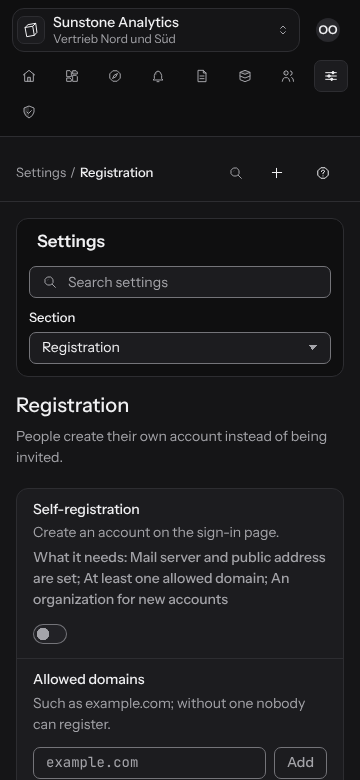 Sunstone Analytics
Vertrieb Nord und Süd
OO
Settings / Registration
Settings
Search settings
Section
Registration
Registration
People create their own account instead of being
invited.
Self-registration
Create an account on the sign-in page.
What it needs: Mail server and public address
are set; At least one allowed domain; An
organization for new accounts
Allowed domains
Such as example.com; without one nobody
can register.
example.com
Add